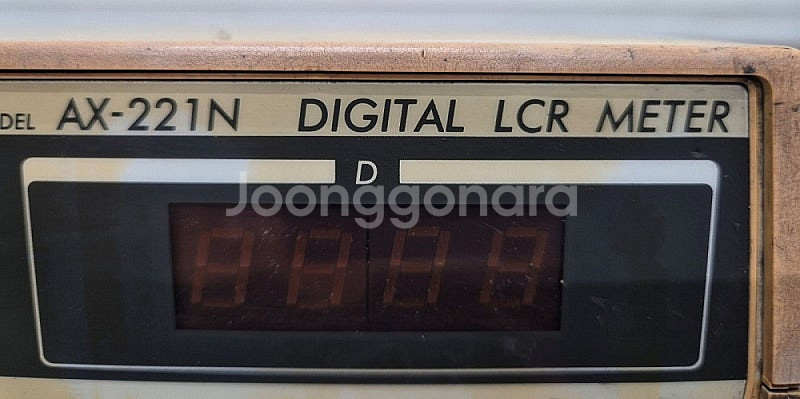 DEL AX-221N DIGITAL LCR METER
D
Joonggonara